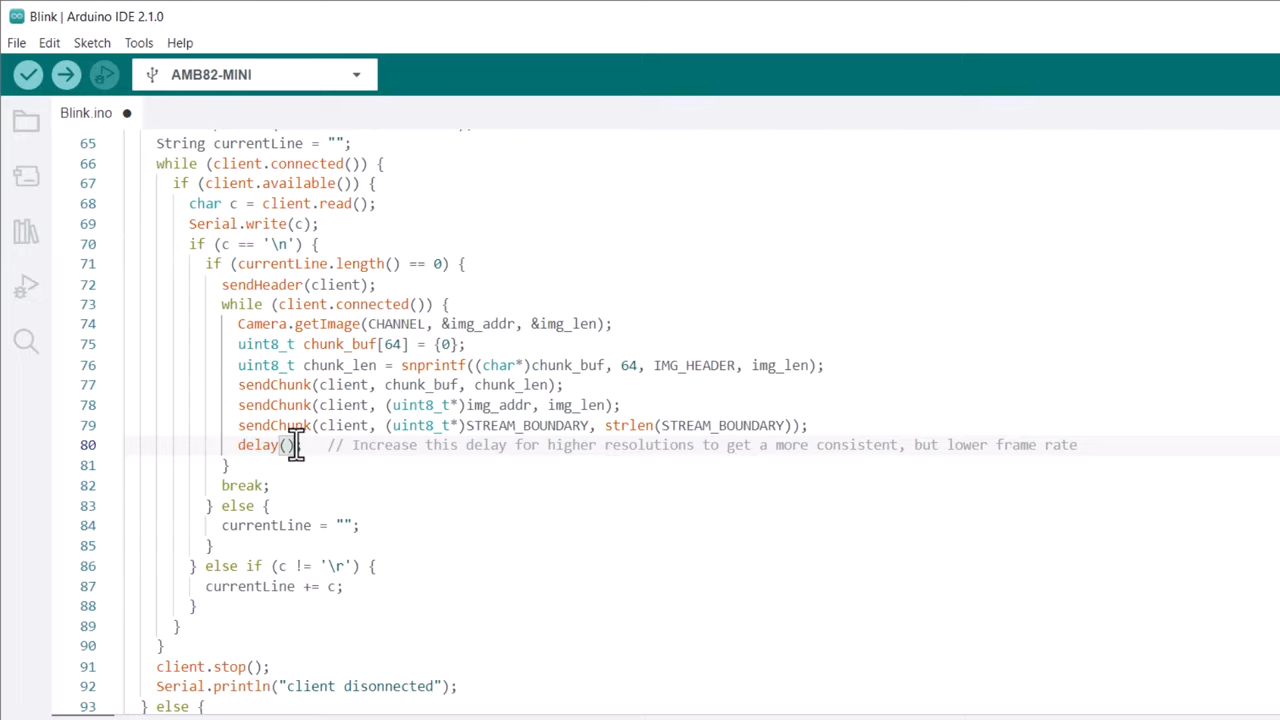 Blink | Arduino IDE 2.1.0
File Edit Sketch Tools Help
AMB82-MINI
Blink.ino
65 String currentLine = "";
66 while (client.connected()) {
67 if (client.available()) {
68 char c = client.read();
69 Serial.write(c);
70 if (c == '\n') {
71 if (currentLine.length() == 0) {
72 sendHeader(client);
73 while (client.connected()) {
74 Camera.getImage(CHANNEL, &img_addr, &img_len);
75 uint8_t chunk_buf[64] = {0};
76 uint8_t chunk_len = snprintf((char*)chunk_buf, 64, IMG_HEADER, img_len);
77 sendChunk(client, chunk_buf, chunk_len);
78 sendChunk(client, (uint8_t*)img_addr, img_len);
79 sendChunk(client, (uint8_t*)STREAM_BOUNDARY, strlen(STREAM_BOUNDARY));
80 delay(); // Increase this delay for higher resolutions to get a more consistent, but lower frame rate
81 }
82 break;
83 } else {
84 currentLine = "";
85 }
86 } else if (c != '\r') {
87 currentLine += c;
88 }
89 }
90 }
91 client.stop();
92 Serial.println("client disonnected");
93 } else {